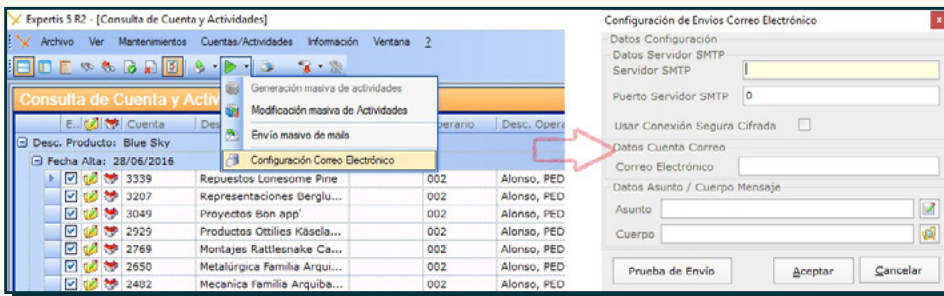 Expertis 5 R2 - [Consulta de Cuenta y Actividades]
Archivo Ver Mantenimientos Cuentas/Actividades Información Ventana ?
Consulta de Cuenta y Activ
Generación masiva de actividades
Modificación masiva de Actividades
Envío masivo de mails
Configuración Correo Electrónico
E... Cuenta Des perario Desc. Opera
Desc. Producto: Blue Sky
Fecha Alta: 28/06/2016
3339 Repuestos Lonesome Pine 002 Alonso, PED
3207 Representaciones Berglu... 002 Alonso, PED
3049 Proyectos Bon app' 002 Alonso, PED
2929 Productos Ottilies Käsela... 002 Alonso, PED
2769 Montajes Rattlesnake Ca... 002 Alonso, PED
2650 Metalúrgica Familia Arqui... 002 Alonso, PED
2482 Mecanica Familia Arquiba... 002 Alonso, PED
Configuración de Envios Correo Electrónico
x
Datos Configuración
Datos Servidor SMTP
Servidor SMTP
Puerto Servidor SMTP 0
Usar Conexión Segura Cifrada
Datos Cuenta Correo
Correo Electrónico
Datos Asunto / Cuerpo Mensaje
Asunto
Cuerpo
Prueba de Envío Aceptar Cancelar